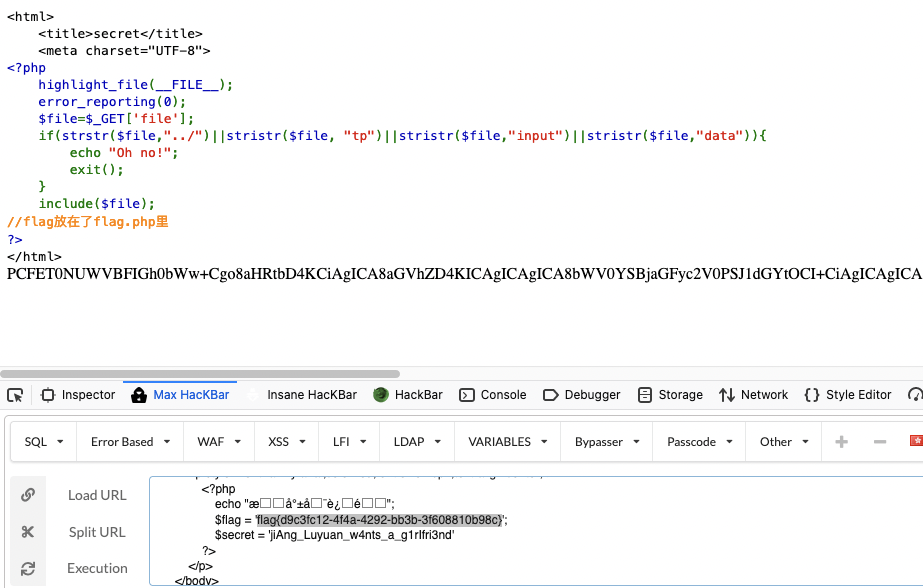 <html>
<title>secret</title>
<meta charset="UTF-8">
<?php
highlight_file(__FILE__);
error_reporting(0);
$file=$_GET['file'];
if(strstr($file,"../")||stristr($file, "tp")||stristr($file,"input")||stristr($file,"data")){
echo "Oh no!";
exit();
}
include($file);
//flag放在了flag.php里
?>
</html>
PCFET0NUWVBFIGh0bWw+Cgo8aHRtbD4KCiAgICA8aGVhZD4KICAgICAgICA8bWV0YSBjaGFyc2V0PSJ1dGYtOCI+CiAgICAgICA
Inspector Max HacKBar Insane HacKBar HackBar Console Debugger Storage Network Style Editor
SQL Error Based WAF XSS LFI LDAP VARIABLES Bypasser Passcode Other
Load URL
Split URL
Execution
<?php
echo "æ□□å°±å□¨è¿□é□□";
$flag = 'flag{d9c3fc12-4f4a-4292-bb3b-3f608810b98c}';
$secret = 'jiAng_Luyuan_w4nts_a_g1rIfri3nd'
?>
</p>
</body>